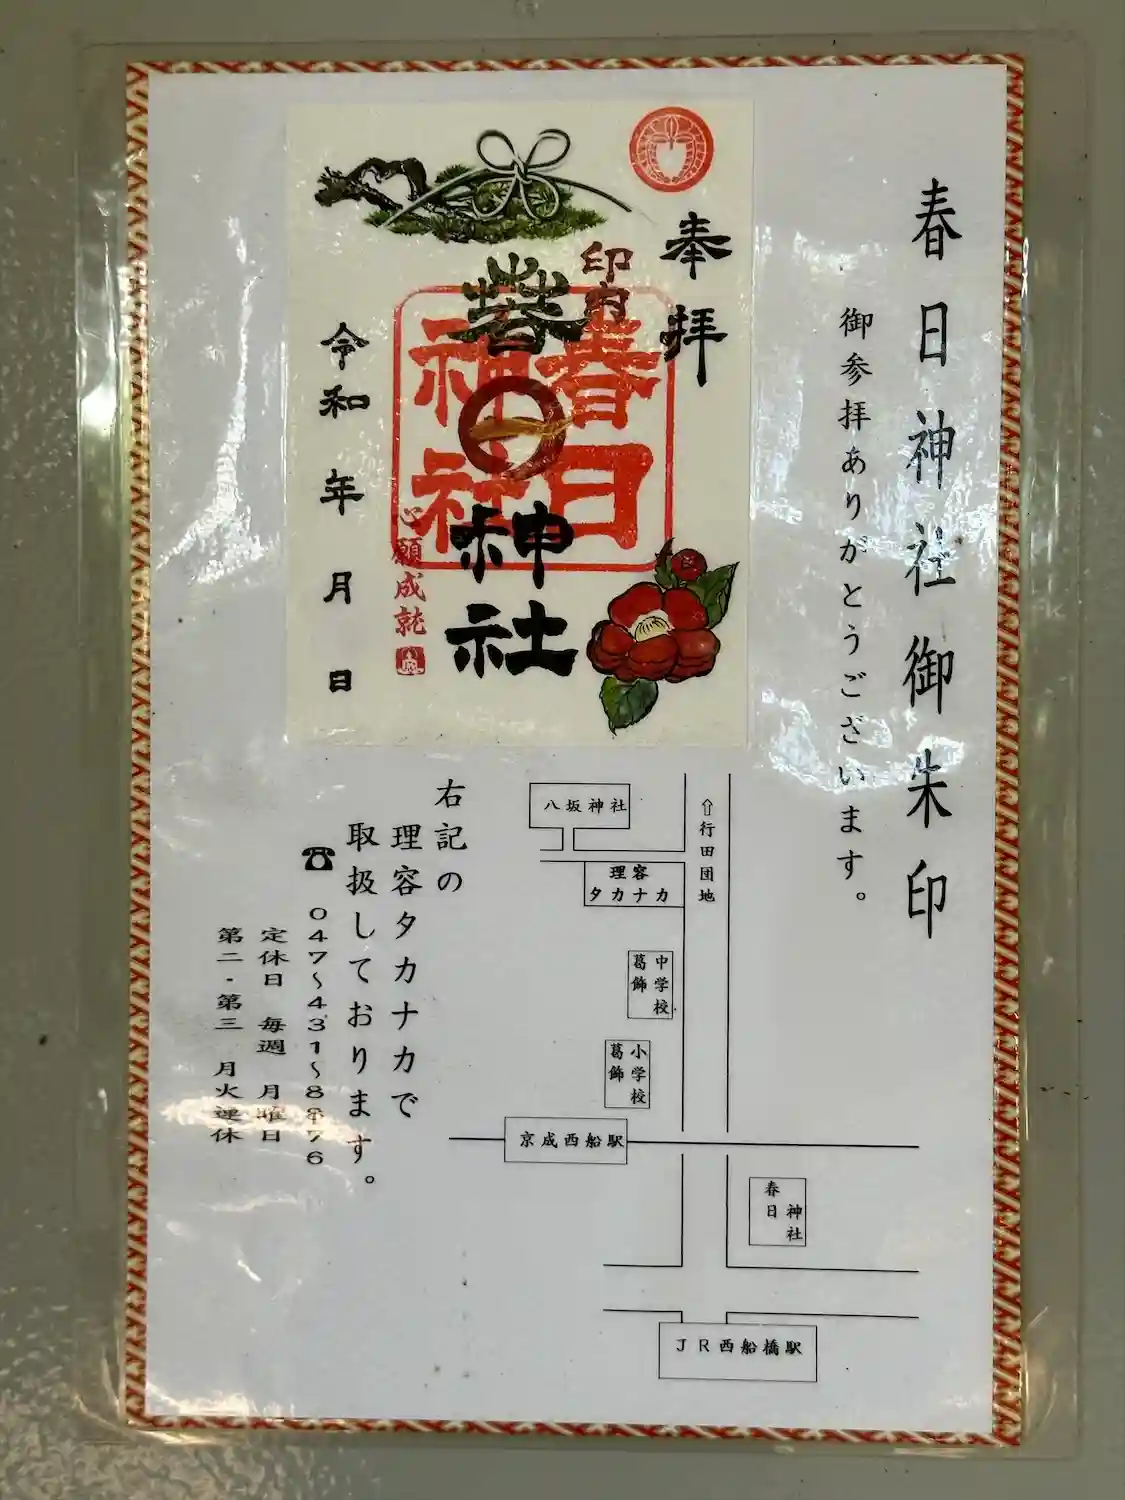 春日神社御朱印
御参拝ありがとうございます。
奉拝
印内
春日
神社
神社
心願成就
令和 年 月 日
右記の
理容タカナカで
取扱しております。
☎ 047~431~8876
定休日 毎週 月曜日
第二・第三 月火連休
八坂神社
⇧行田団地
理容
タカナカ
中学校
葛飾
小学校
葛飾
京成西船駅
春日
神社
JR西船橋駅